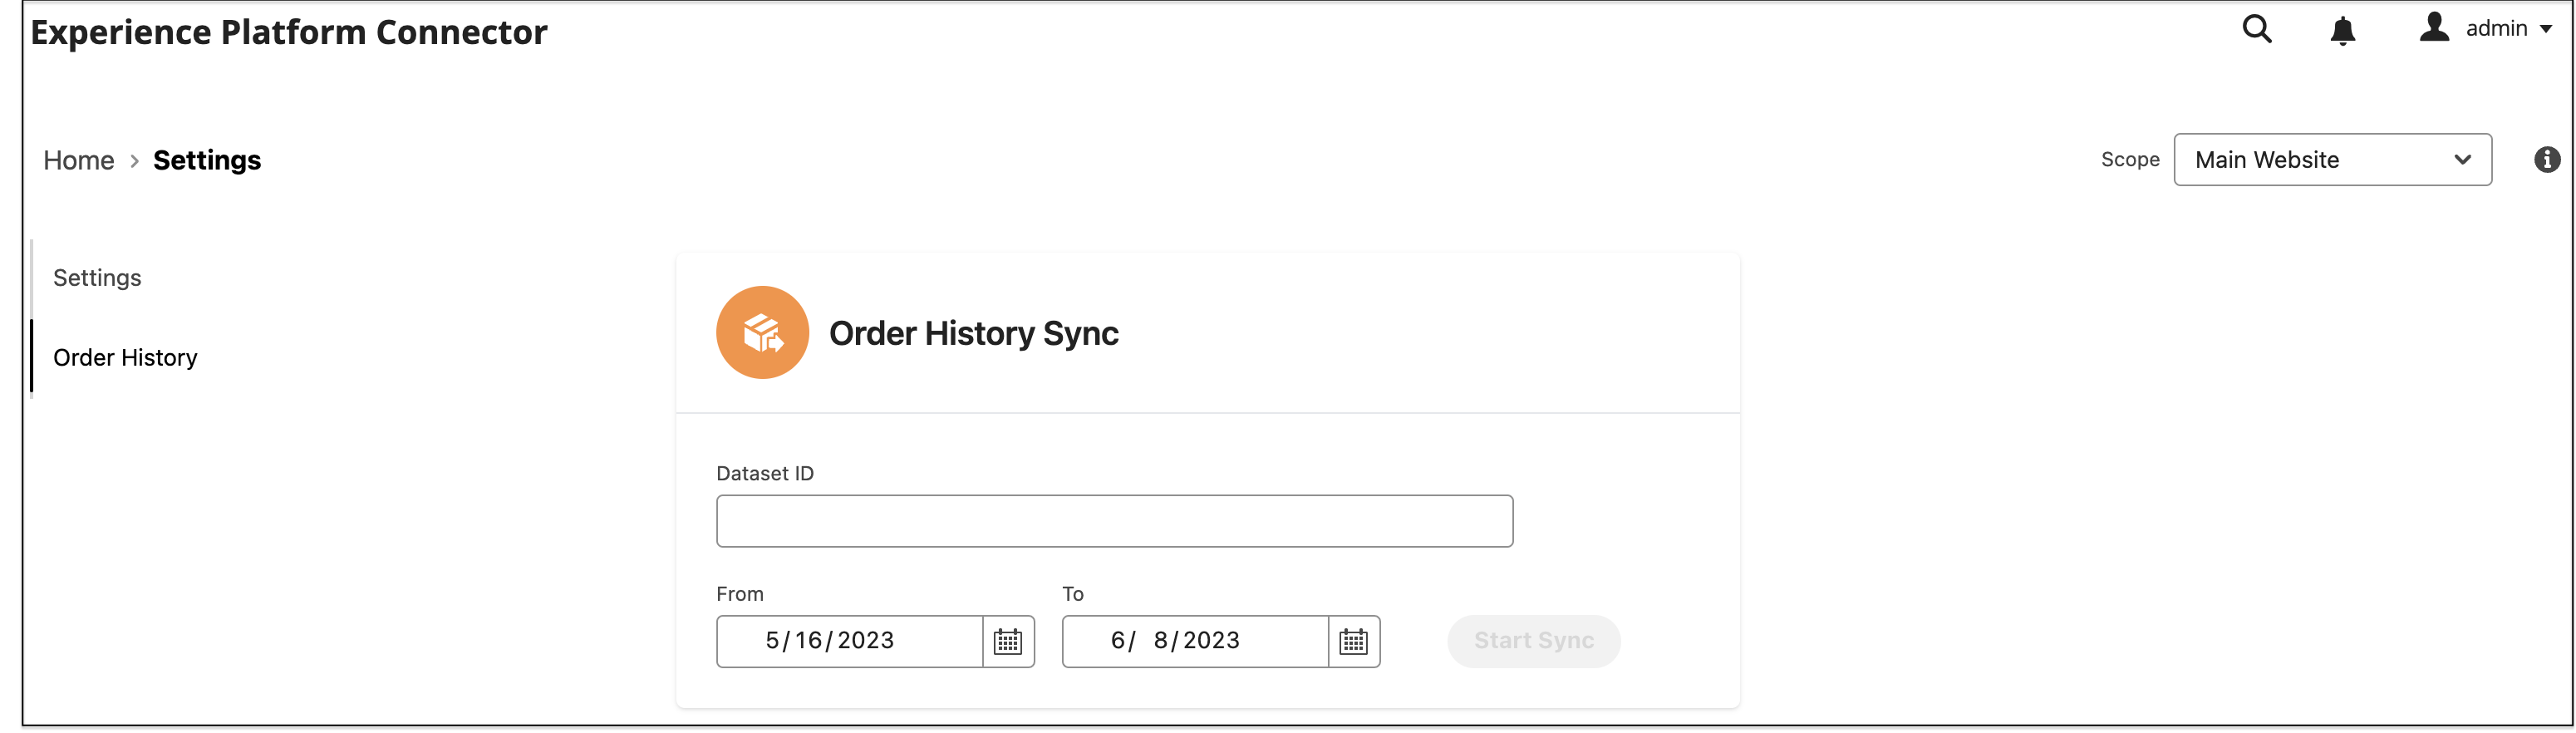 Experience Platform Connector
admin
Home > Settings
Scope Main Website
Settings
Order History
Order History Sync
Dataset ID
From To
5/16/2023 6/ 8/2023 Start Sync